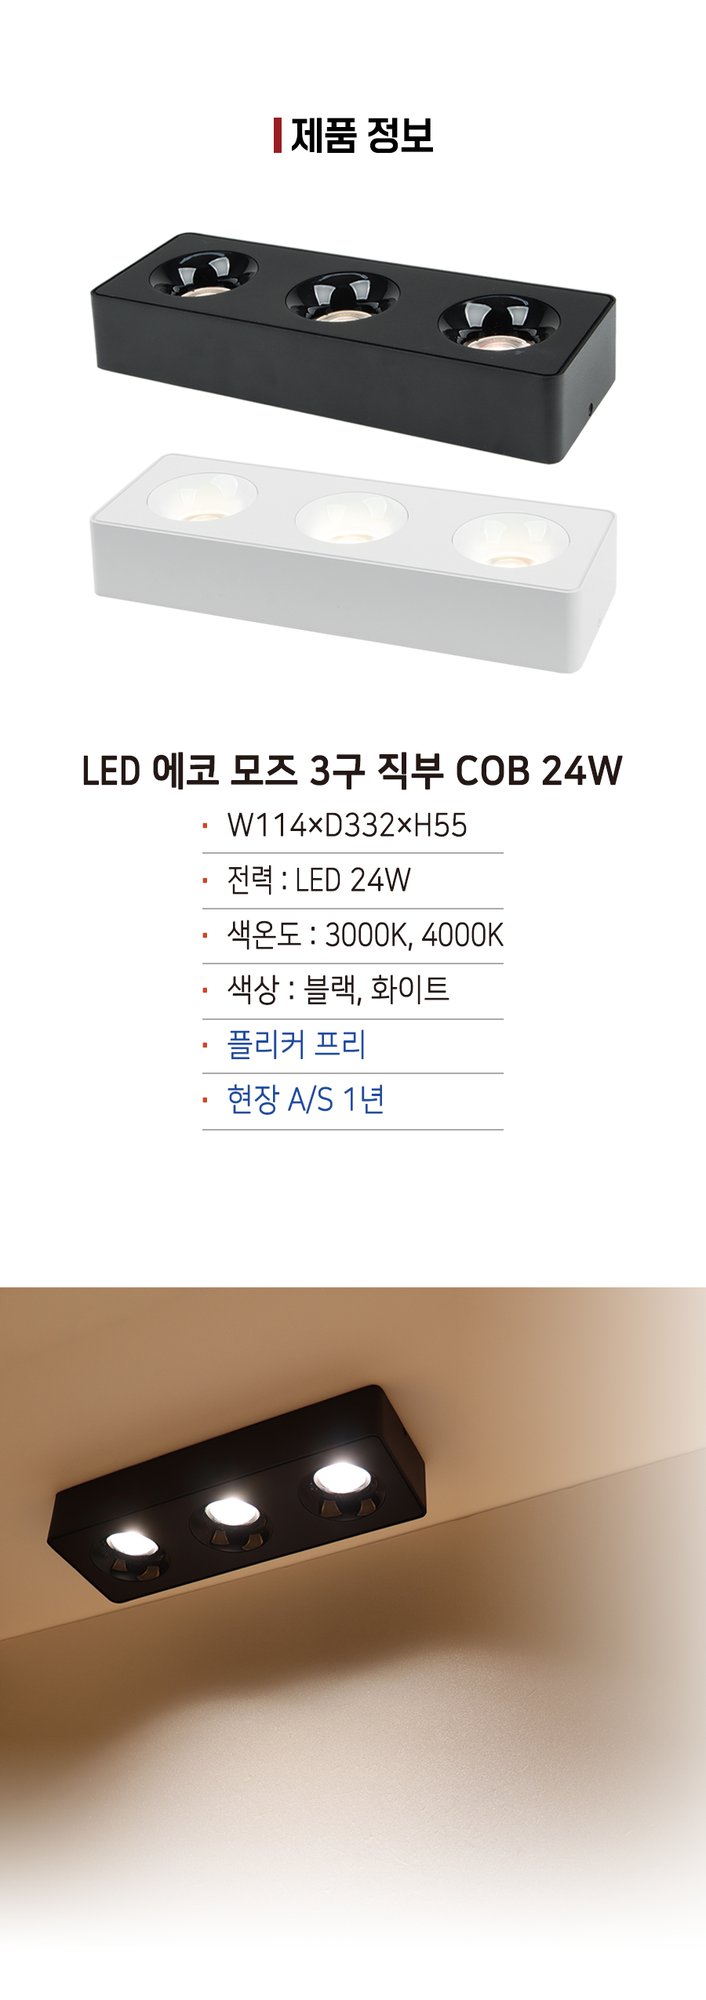 제품 정보
LED 에코 모즈 3구 직부 COB 24W
· W114×D332×H55
· 전력 : LED 24W
· 색온도 : 3000K, 4000K
· 색상 : 블랙, 화이트
· 플리커 프리
· 현장 A/S 1년